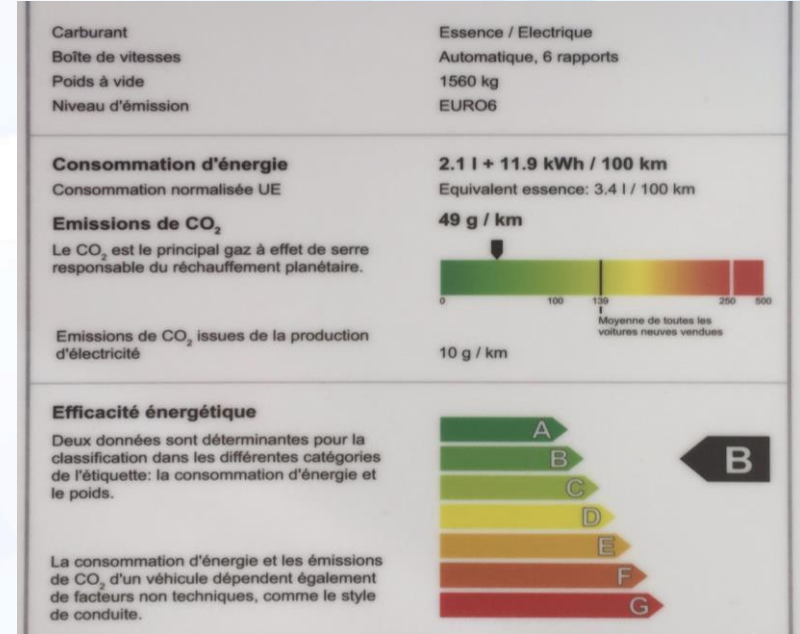 Carburant Essence / Electrique
Boîte de vitesses Automatique, 6 rapports
Poids à vide 1560 kg
Niveau d'émission EURO6
Consommation d'énergie 2.1 l + 11.9 kWh / 100 km
Consommation normalisée UE Equivalent essence: 3.4 l / 100 km
Emissions de CO₂ 49 g / km
Le CO₂ est le principal gaz à effet de serre
responsable du réchauffement planétaire.
0 100 139 250 500
Moyenne de toutes les
voitures neuves vendues
Emissions de CO₂ issues de la production
d'électricité 10 g / km
Efficacité énergétique
Deux données sont déterminantes pour la
classification dans les différentes catégories
de l'étiquette: la consommation d'énergie et
le poids.
La consommation d'énergie et les émissions
de CO₂ d'un véhicule dépendent également
de facteurs non techniques, comme le style
de conduite.
A
B
C
D
E
F
G
B